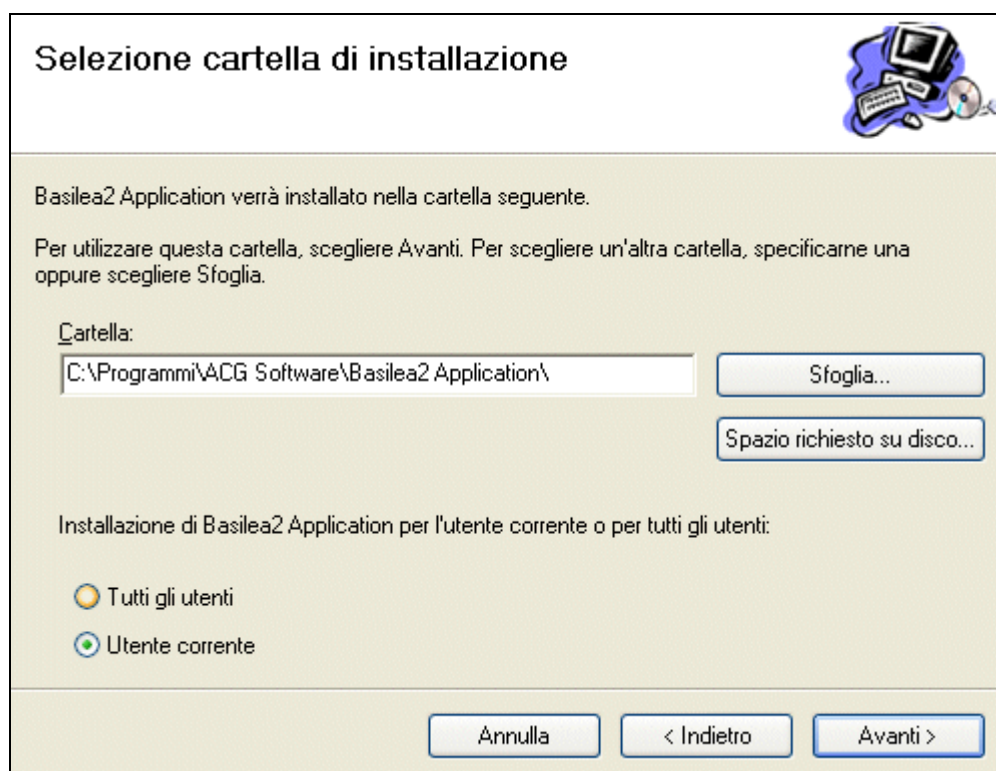 Selezione cartella di installazione
Basilea2 Application verrà installato nella cartella seguente.
Per utilizzare questa cartella, scegliere Avanti. Per scegliere un'altra cartella, specificarne una
oppure scegliere Sfoglia.
Cartella:
C:\Programmi\ACG Software\Basilea2 Application\
Sfoglia...
Spazio richiesto su disco...
Installazione di Basilea2 Application per l'utente corrente o per tutti gli utenti:
Tutti gli utenti
Utente corrente
Annulla
< Indietro
Avanti >